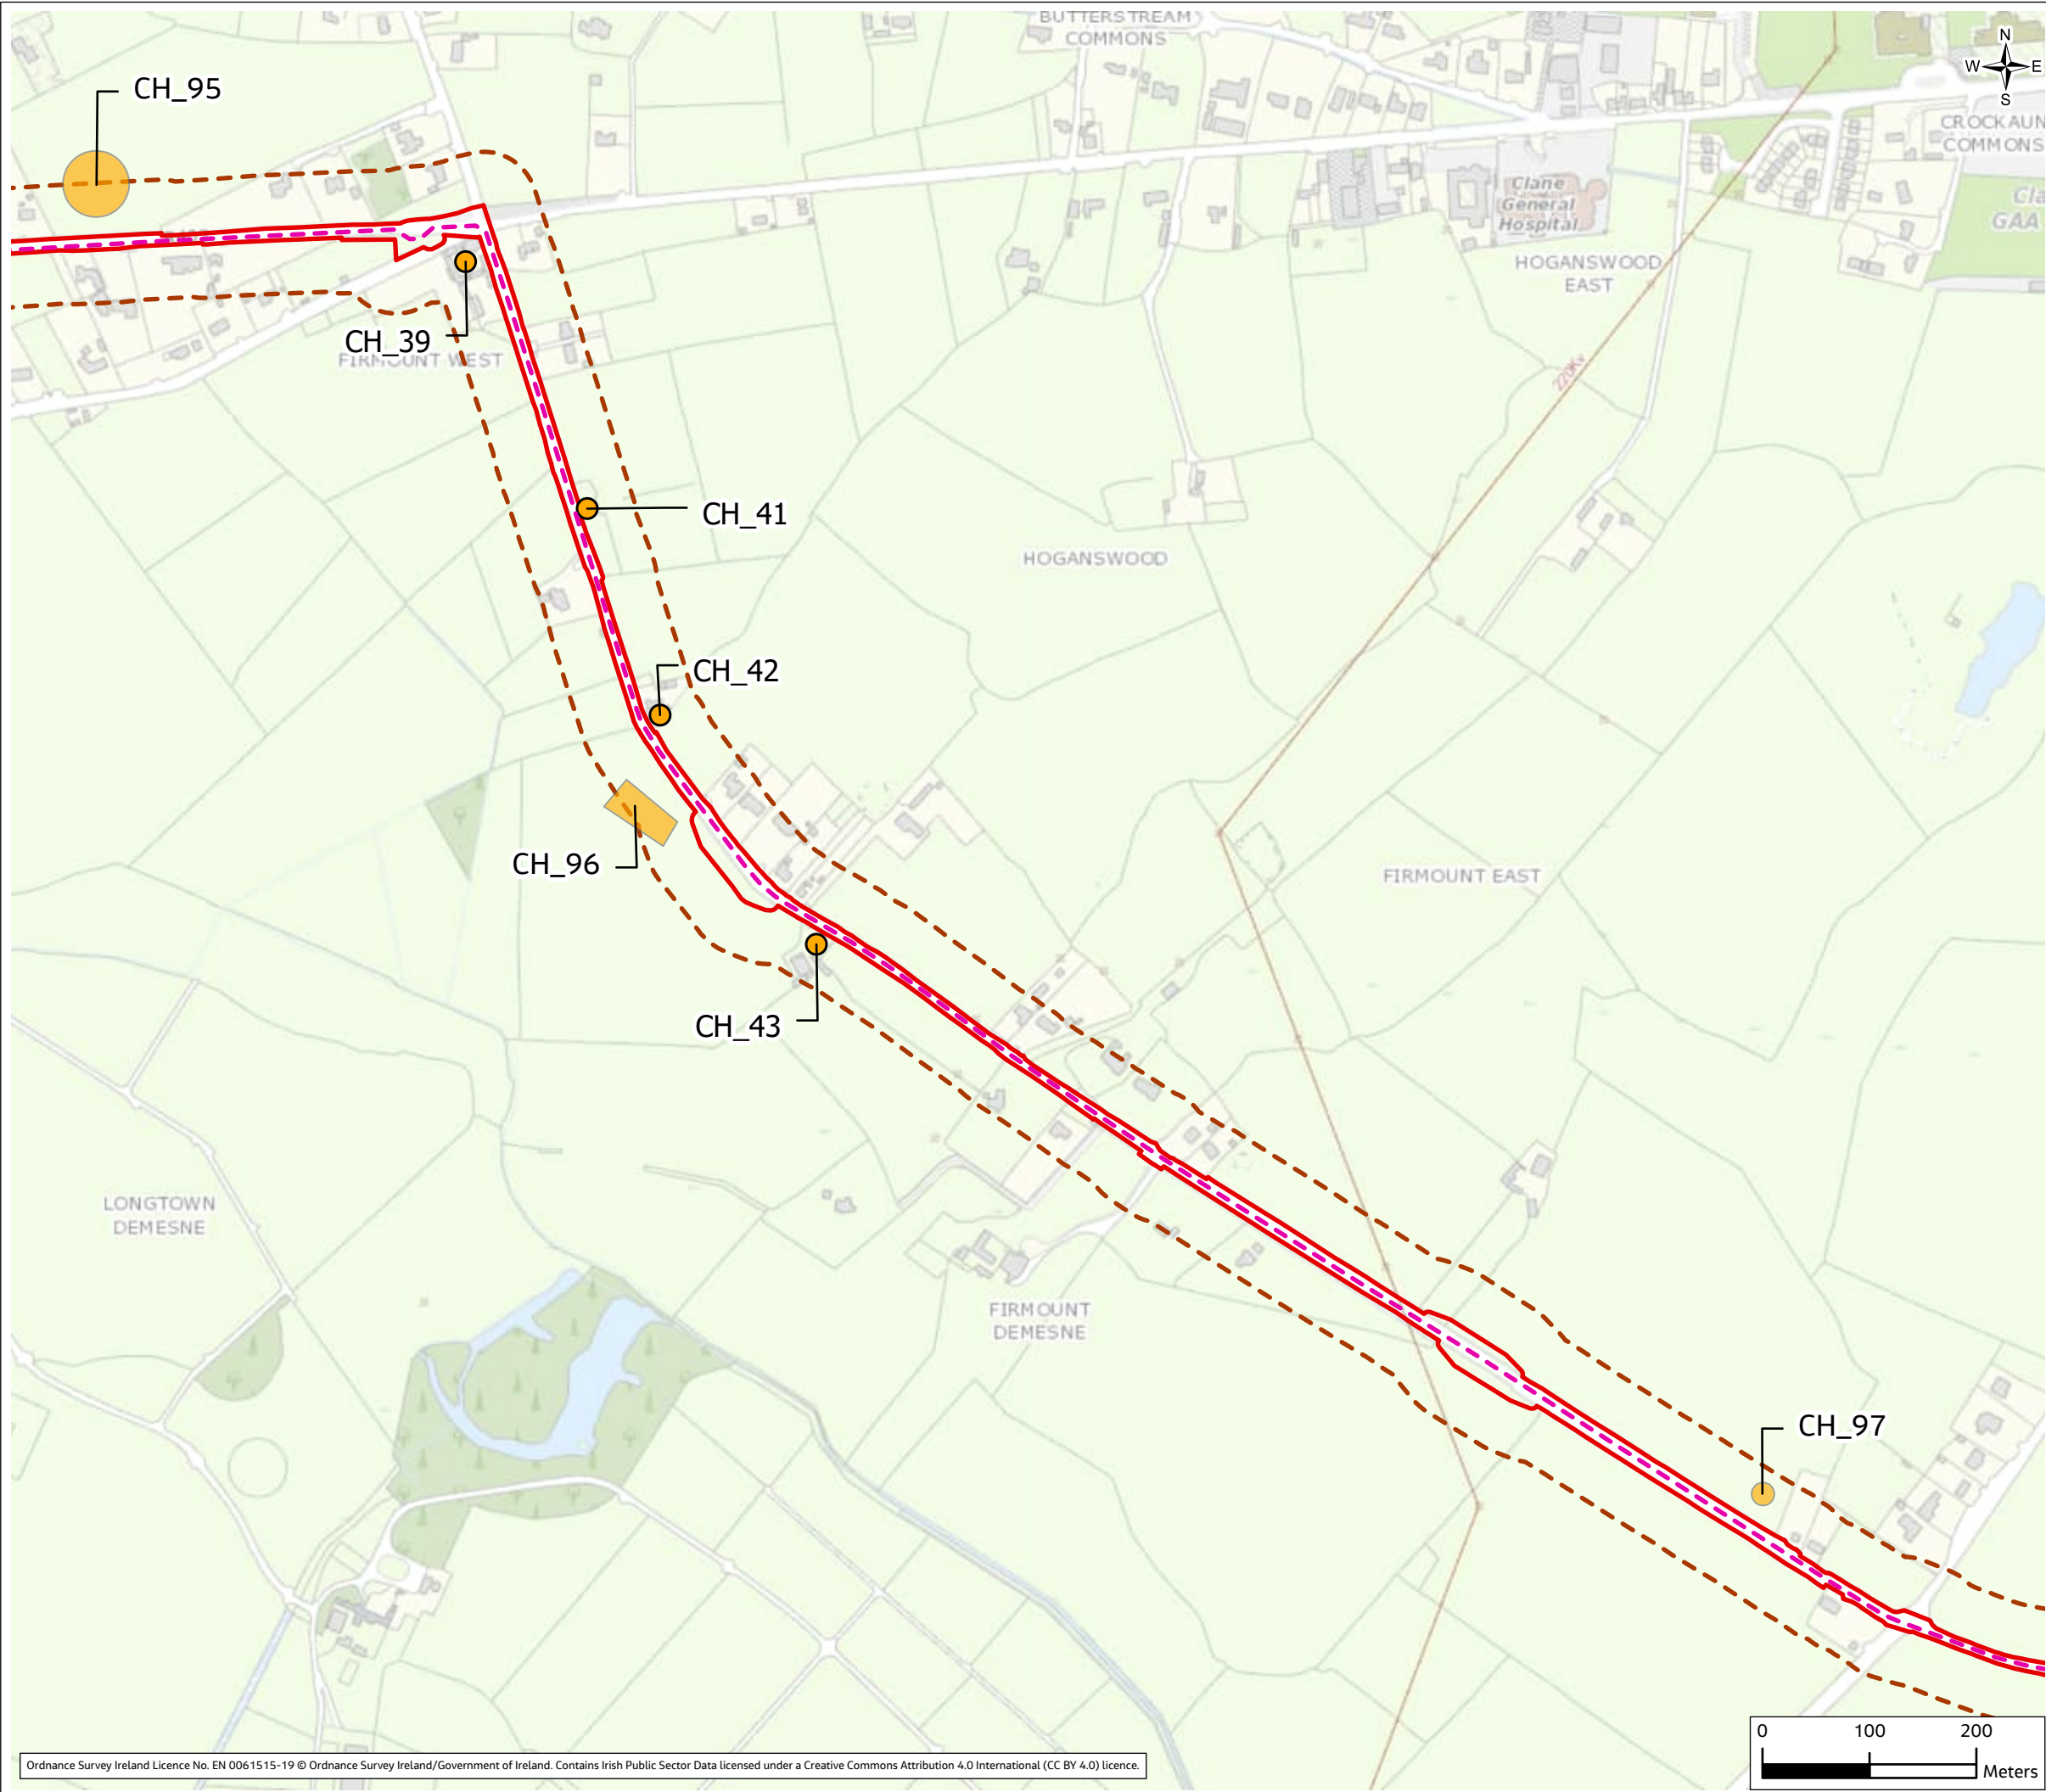 BUTTERSTREAM
COMMONS
N
W E
S
CH_95
CROCKAUN
COMMONS
Clane
General
Hospital
GAA
HOGANSWOOD
EAST
CH_39
FIRMOUNT WEST
220Kv
CH_41
HOGANSWOOD
CH_42
CH_96
FIRMOUNT EAST
CH_43
LONGTOWN
DEMESNE
FIRMOUNT
DEMESNE
CH_97
0 100 200
Meters
Ordnance Survey Ireland Licence No. EN 0061515-19 © Ordnance Survey Ireland/Government of Ireland. Contains Irish Public Sector Data licensed under a Creative Commons Attribution 4.0 International (CC BY 4.0) licence.